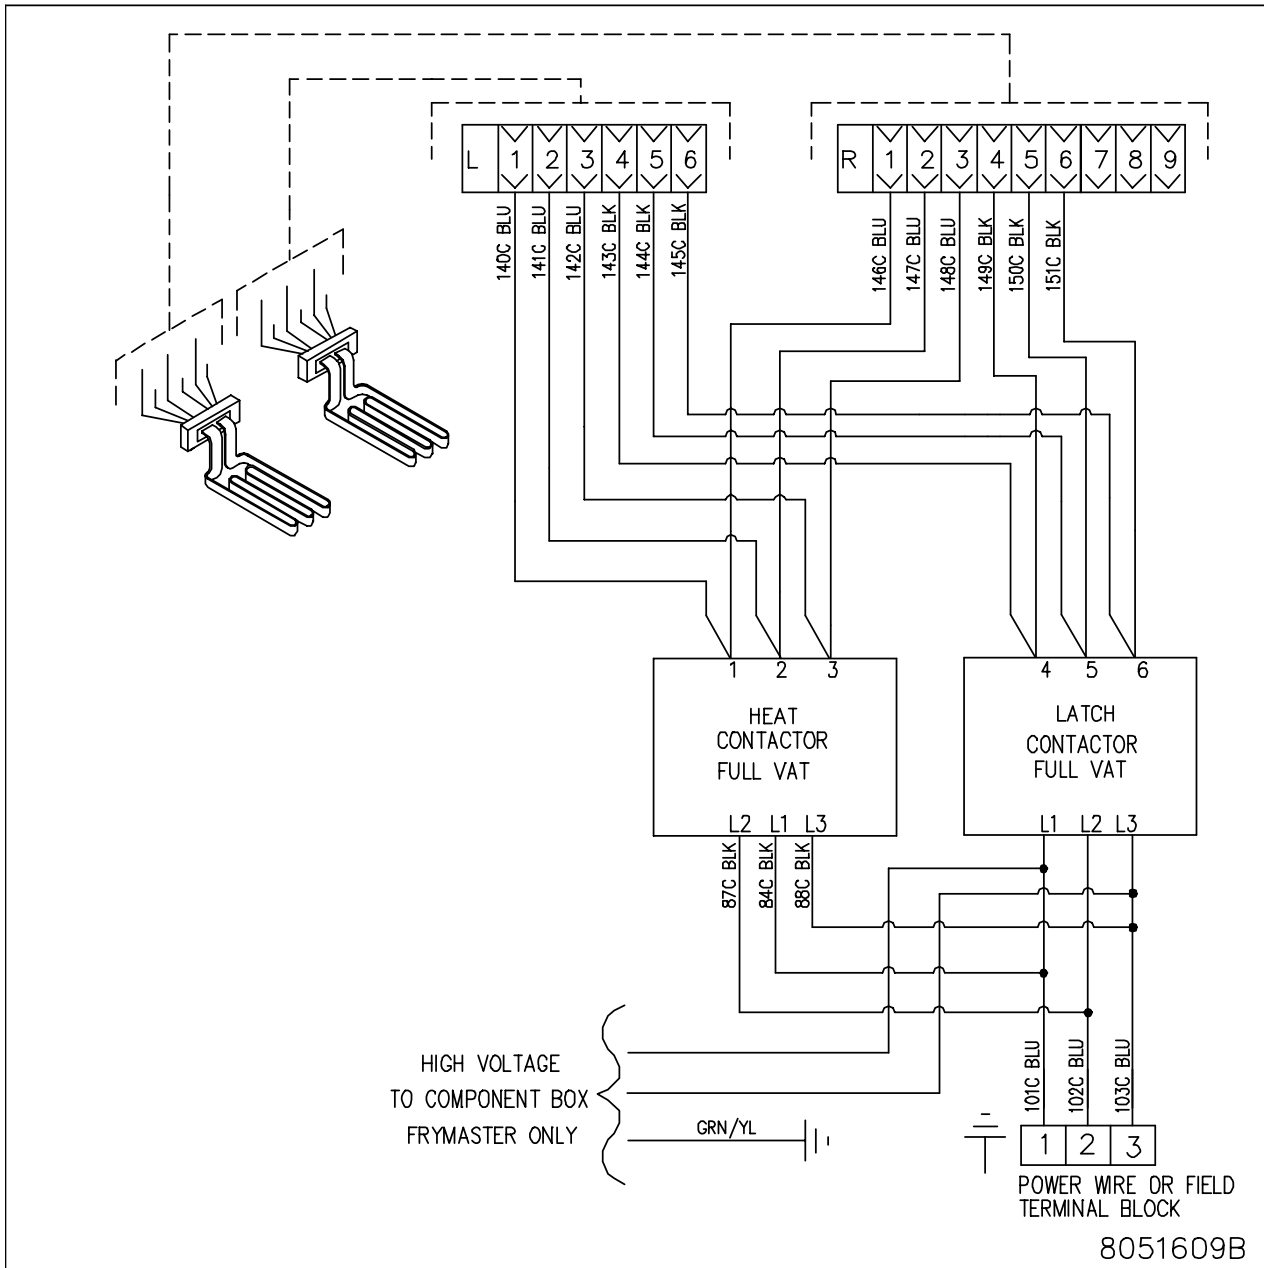 L 1 2 3 4 5 6
R 1 2 3 4 5 6 7 8 9
140C BLU
141C BLU
142C BLU
143C BLK
144C BLK
145C BLK
146C BLU
147C BLU
148C BLU
149C BLK
150C BLK
151C BLK
1 2 3
HEAT
CONTACTOR
FULL VAT
L2 L1 L3
4 5 6
LATCH
CONTACTOR
FULL VAT
L1 L2 L3
87C BLK
84C BLK
88C BLK
HIGH VOLTAGE
TO COMPONENT BOX
FRYMASTER ONLY
GRN/YL
101C BLU
102C BLU
103C BLU
1 2 3
POWER WIRE OR FIELD
TERMINAL BLOCK
8051609B